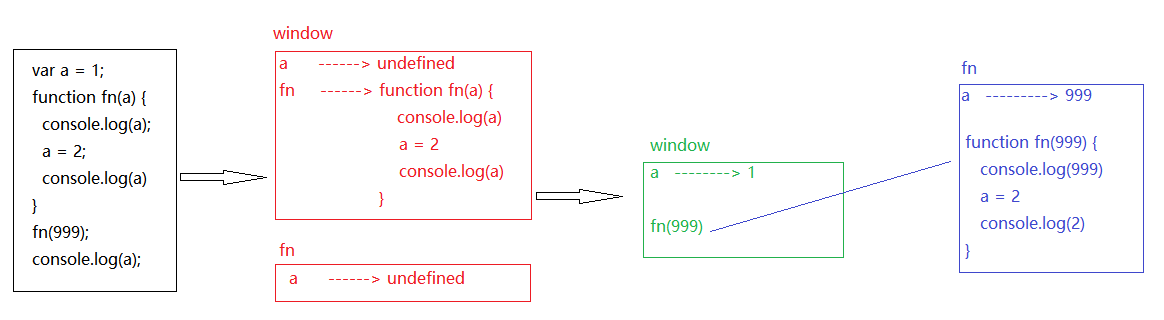 var a = 1;
function fn(a) {
console.log(a);
a = 2;
console.log(a)
}
fn(999);
console.log(a);
window
a ------> undefined
fn ------> function fn(a) {
console.log(a)
a = 2
console.log(a)
}
fn
a ------> undefined
window
a --------> 1
fn(999)
fn
a ---------> 999
function fn(999) {
console.log(999)
a = 2
console.log(2)
}